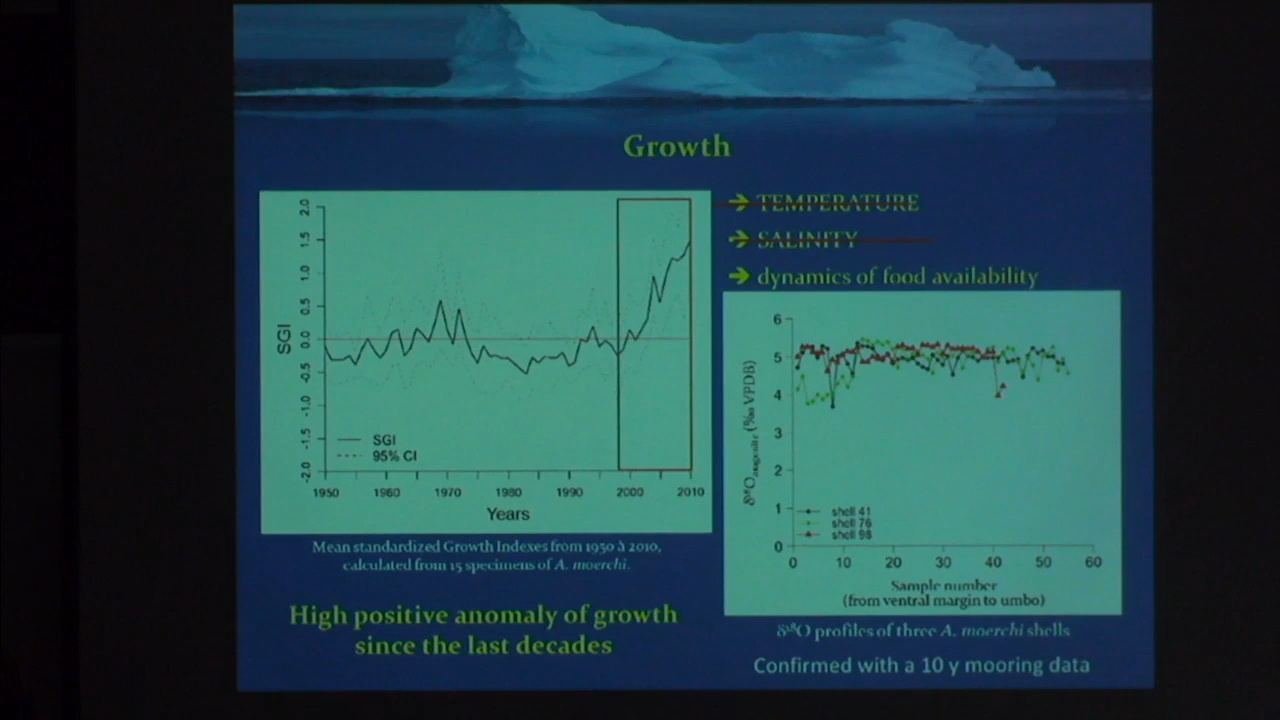 Growth
→ TEMPERATURE
→ SALINITY
→ dynamics of food availability
SGI
2.0
1.5
1.0
0.5
0.0
-0.5
-1.0
-1.5
-2.0
SGI
95% CI
1950 1960 1970 1980 1990 2000 2010
Years
Mean standardized Growth Indexes from 1950 à 2010,
calculated from 15 specimens of A. moerchi.
High positive anomaly of growth
since the last decades
δ¹⁸Oaragonite (‰ VPDB)
6
5
4
3
2
1
0
shell 41
shell 76
shell 98
0 10 20 30 40 50 60
Sample number
(from ventral margin to umbo)
δ¹⁸O profiles of three A. moerchi shells
Confirmed with a 10 y mooring data